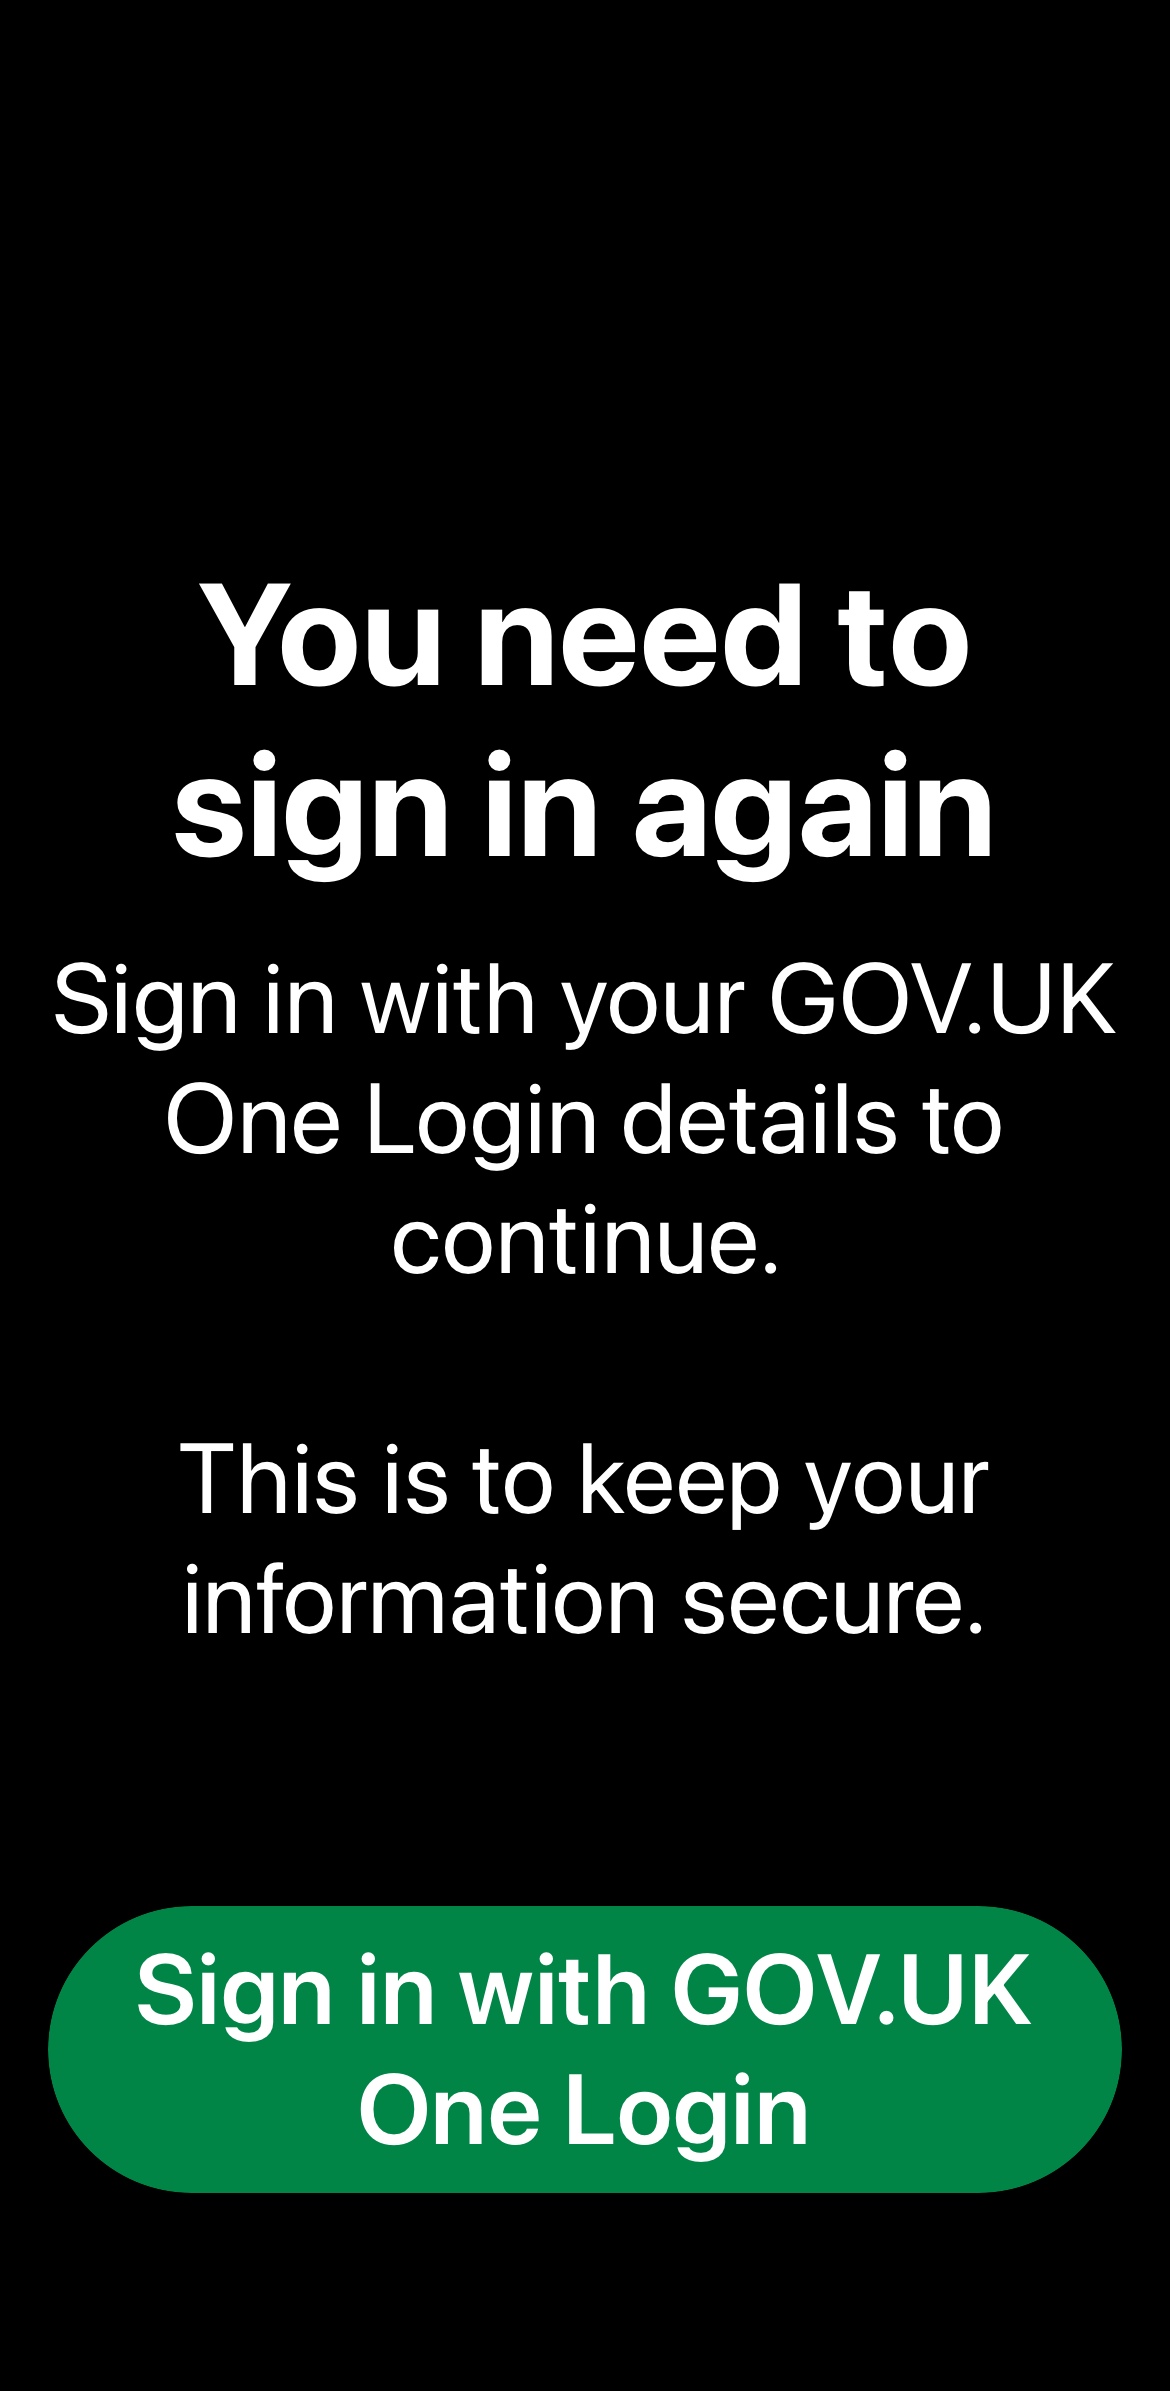 You need to
sign in again
Sign in with your GOV.UK
One Login details to
continue.
This is to keep your
information secure.
Sign in with GOV.UK
One Login